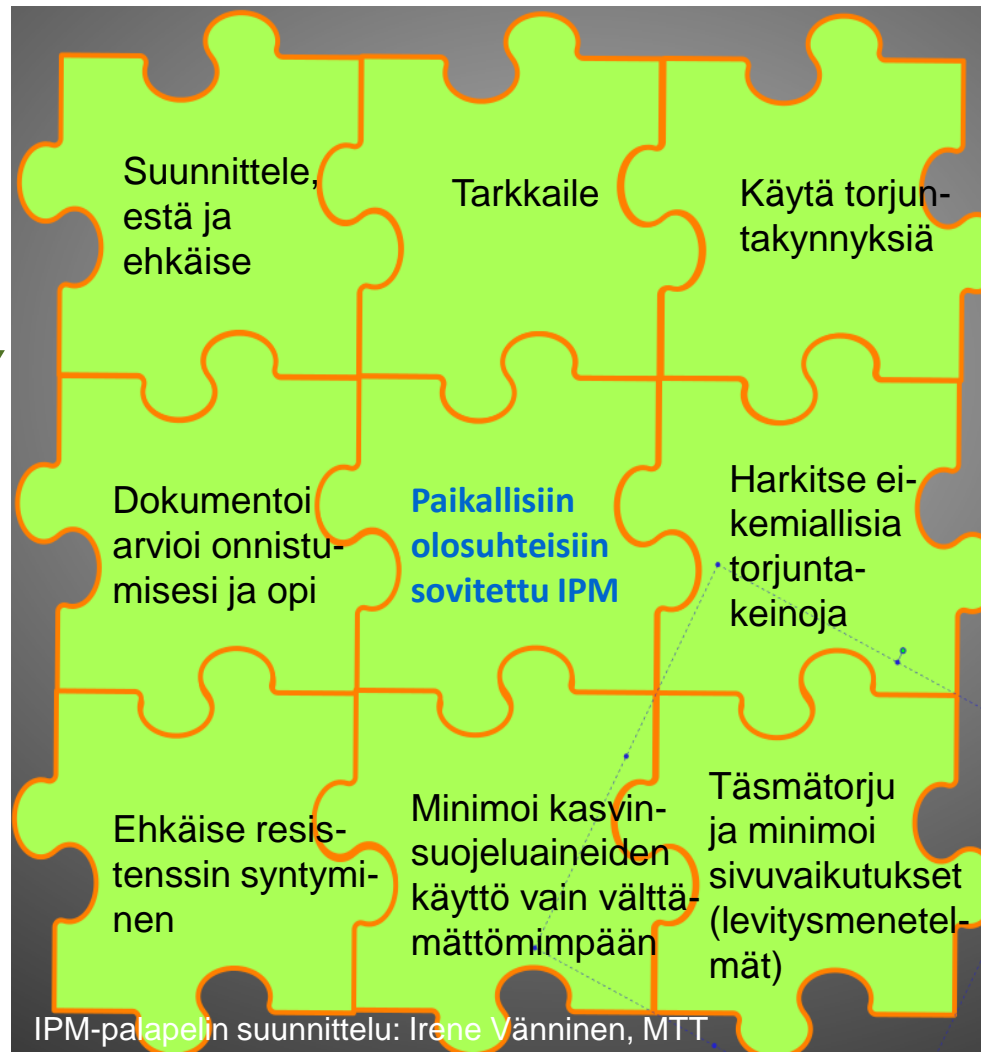 Suunnittele,
estä ja
ehkäise
Tarkkaile
Käytä torjun-
takynnyksiä
Dokumentoi
arvioi onnistu-
misesi ja opi
Paikallisiin
olosuhteisiin
sovitettu IPM
Harkitse ei-
kemiallisia
torjunta-
keinoja
Ehkäise resis-
tenssin syntymi-
nen
Minimoi kasvin-
suojeluaineiden
käyttö vain välttä-
mättömimpään
Täsmätorju
ja minimoi
sivuvaikutukset
(levitysmenetel-
mät)
IPM-palapelin suunnittelu: Irene Vänninen, MTT